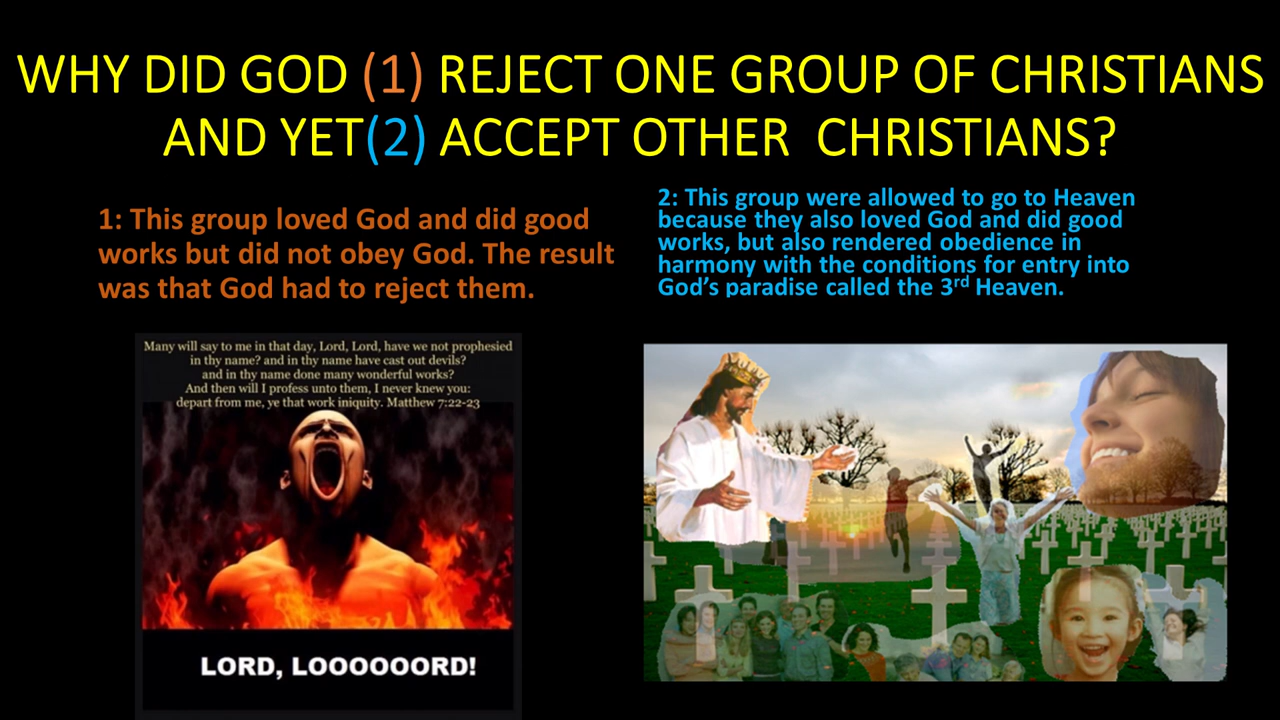 WHY DID GOD (1) REJECT ONE GROUP OF CHRISTIANS
AND YET(2) ACCEPT OTHER  CHRISTIANS?
1: This group loved God and did good
works but did not obey God. The result
was that God had to reject them.
2: This group were allowed to go to Heaven
because they also loved God and did good
works, but also rendered obedience in
harmony with the conditions for entry into
God's paradise called the 3rd Heaven.
Many will say to me in that day, Lord, Lord, have we not prophesied
in thy name? and in thy name have cast out devils?
and in thy name done many wonderful works?
And then will I profess unto them, I never knew you:
depart from me, ye that work iniquity. Matthew 7:22-23
LORD, LOOOOOORD!